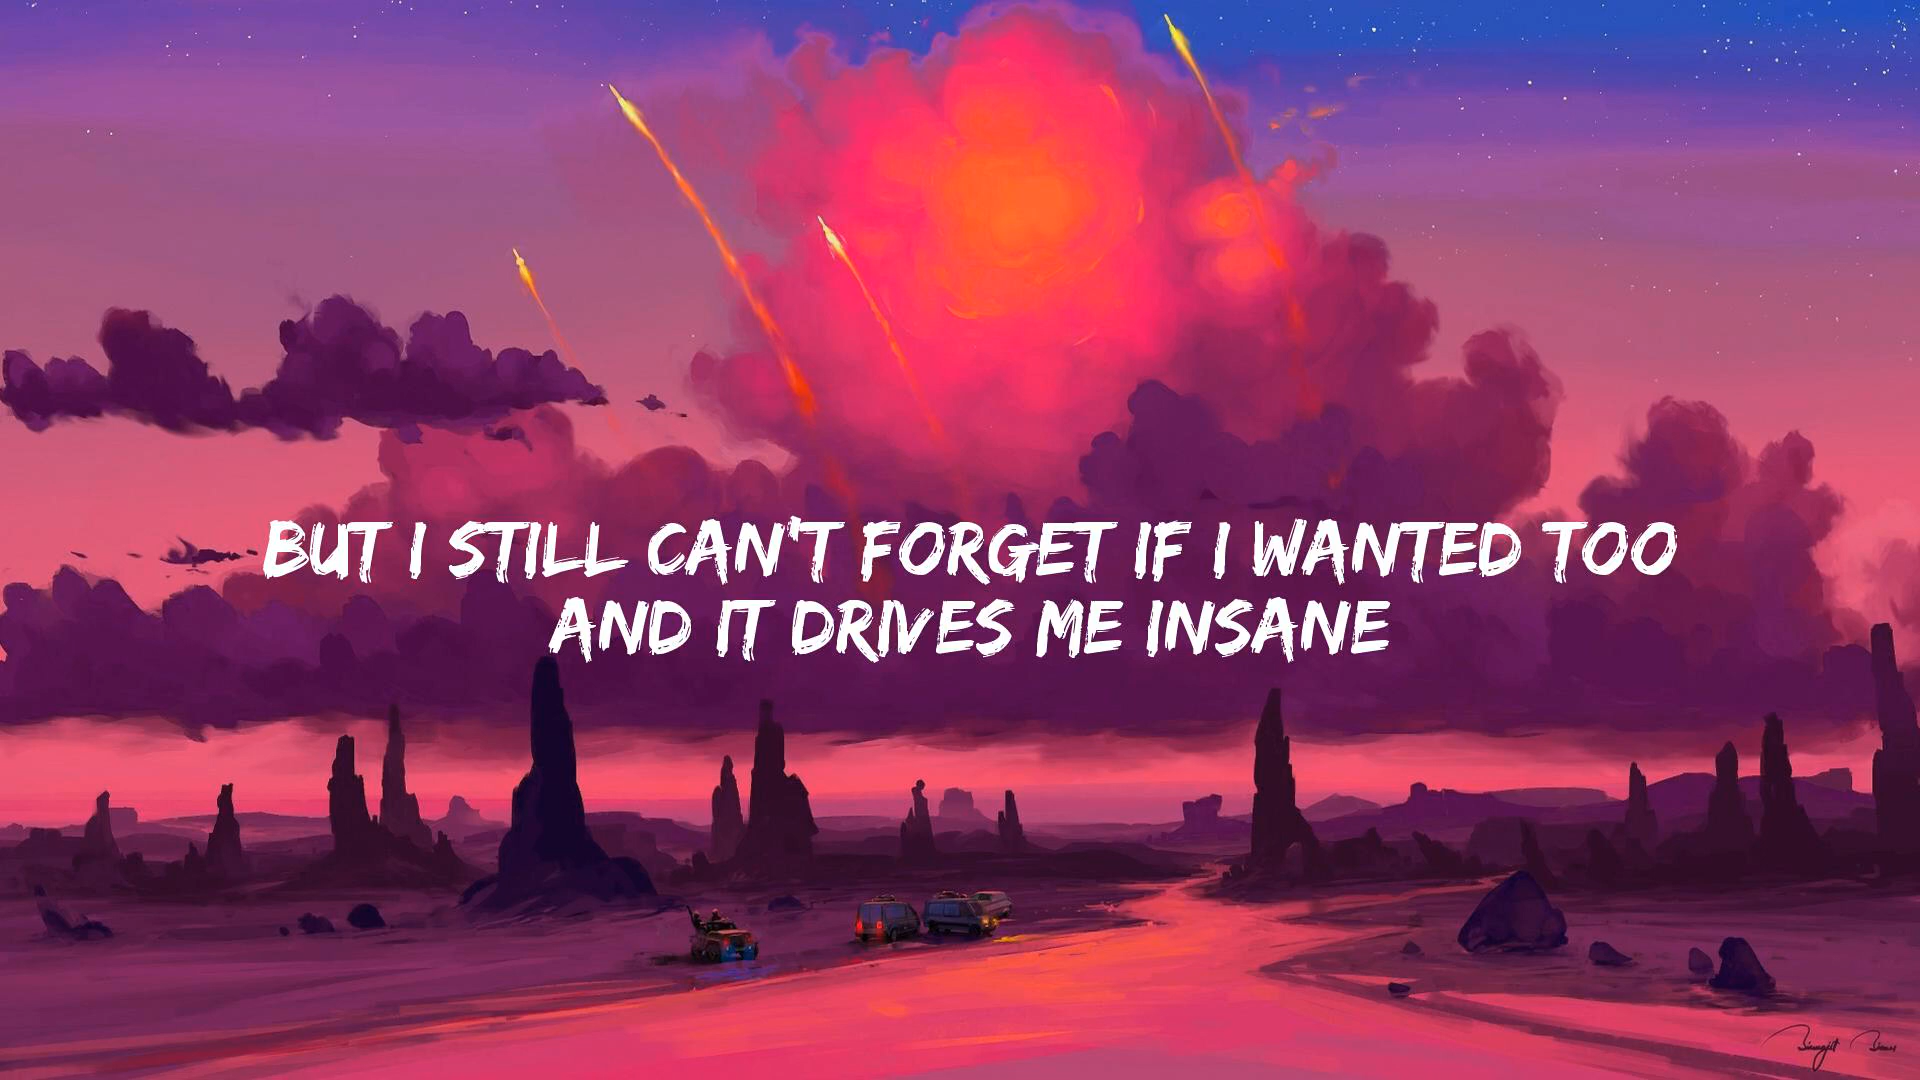 BUT I STILL CAN'T FORGET IF I WANTED TOO
AND IT DRIVES ME INSANE